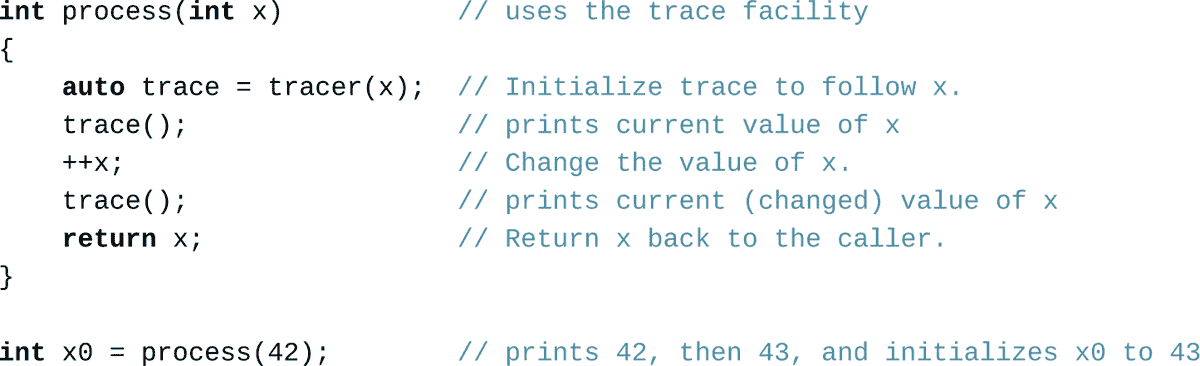 int process(int x)           // uses the trace facility
{
    auto trace = tracer(x);  // Initialize trace to follow x.
    trace();                 // prints current value of x
    ++x;                     // Change the value of x.
    trace();                 // prints current (changed) value of x
    return x;                // Return x back to the caller.
}

int x0 = process(42);        // prints 42, then 43, and initializes x0 to 43